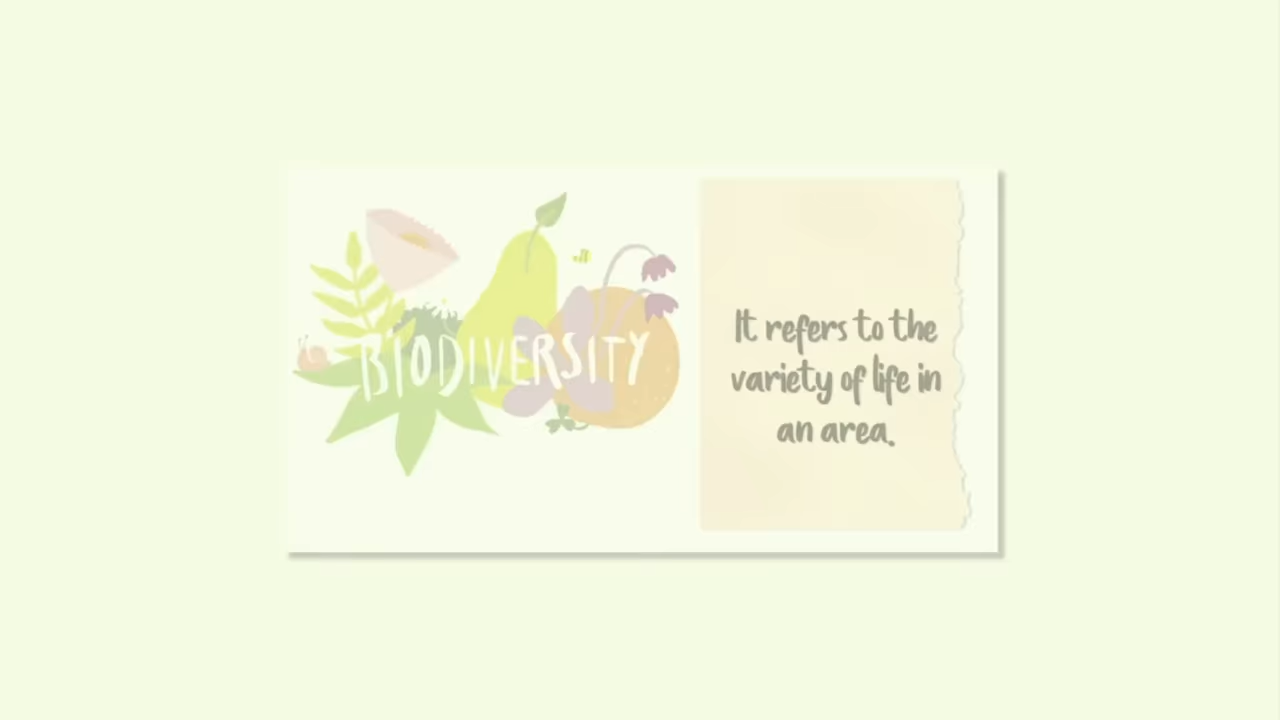 BIODIVERSITY
It refers to the
variety of life in
an area.